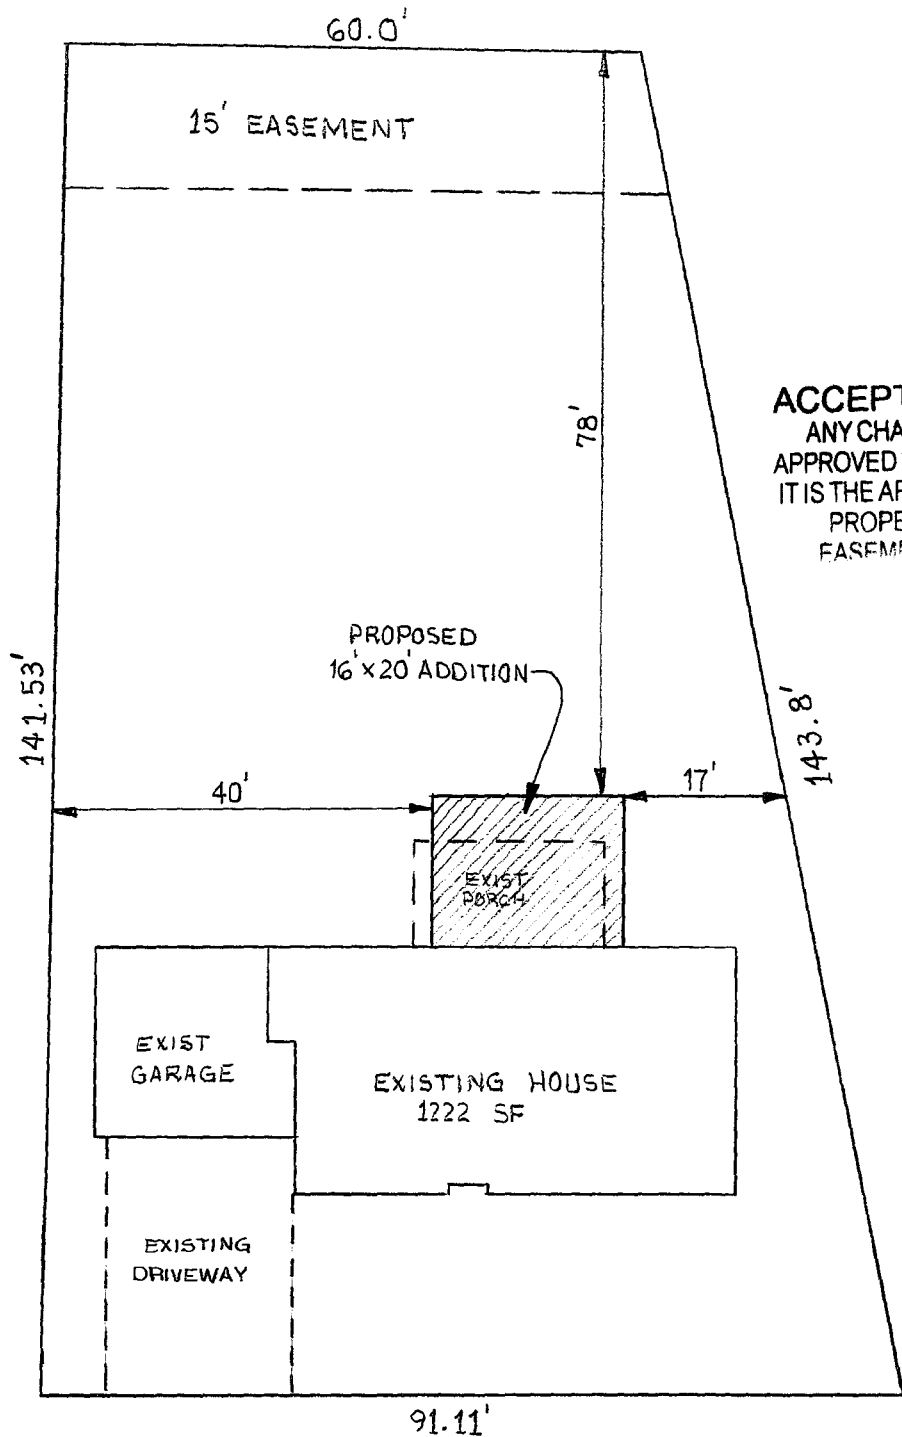 60.0'
15' EASEMENT
78'
ACCEPT
ANY CHA
APPROVED
IT IS THE AP
PROPE
EASEME
PROPOSED
16'x20' ADDITION
141.53'
143.8'
40'
17'
EXIST
PORCH
EXIST
GARAGE
EXISTING HOUSE
1222 SF
EXISTING
DRIVEWAY
91.11'